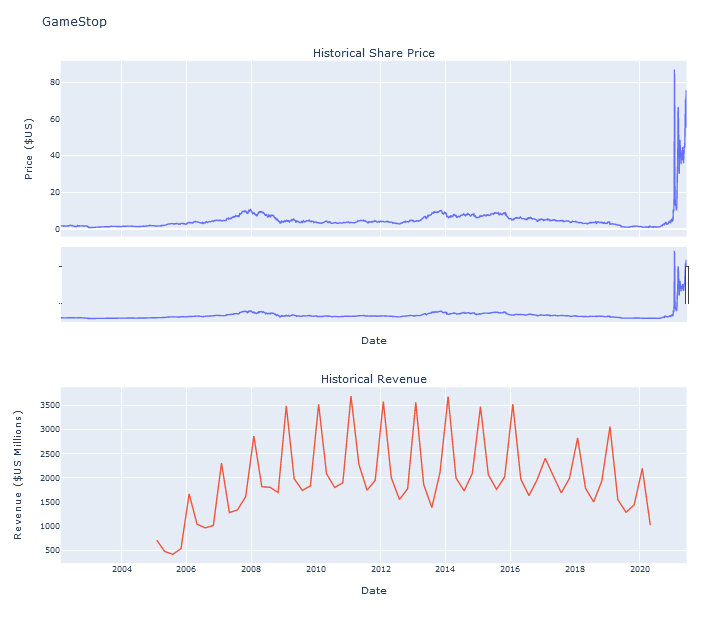 GameStop
Historical Share Price
Price ($US)
80
60
40
20
0
Date
Historical Revenue
Revenue ($US Millions)
3500
3000
2500
2000
1500
1000
500
2004 2006 2008 2010 2012 2014 2016 2018 2020
Date